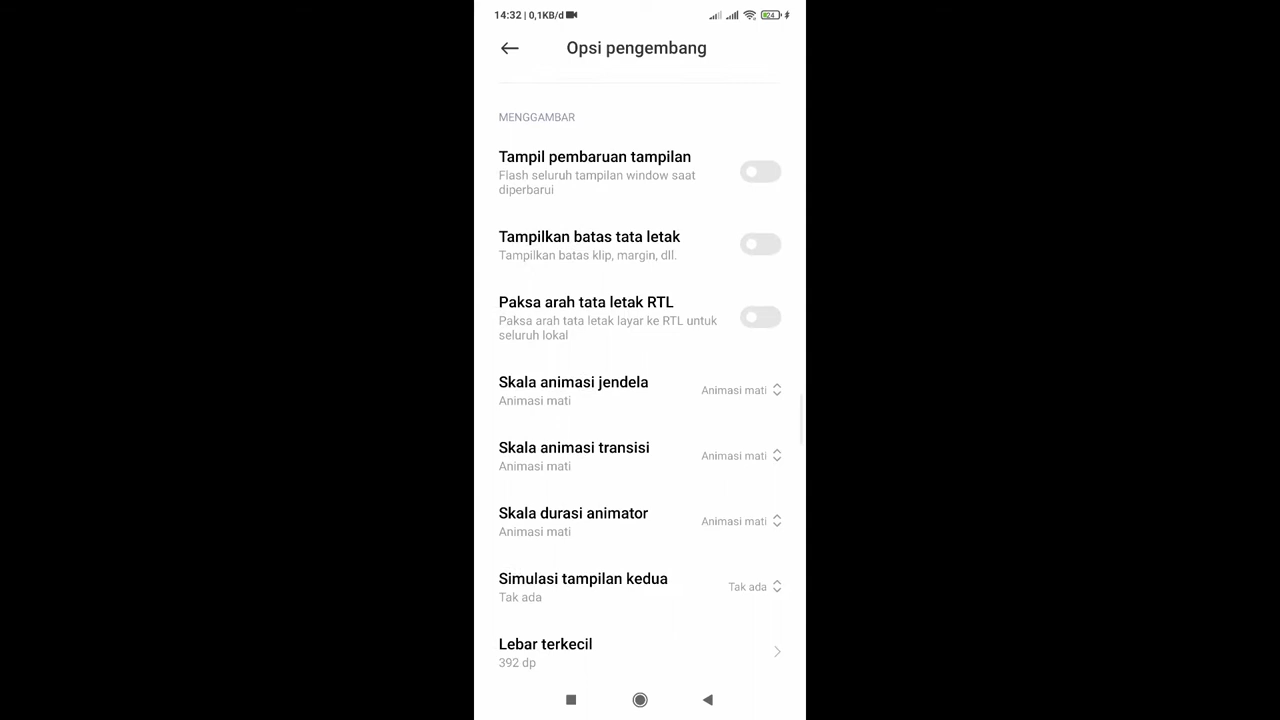 14:32 | 0,1KB/d
24
Opsi pengembang
MENGGAMBAR
Tampil pembaruan tampilan
Flash seluruh tampilan window saat
diperbarui
Tampilkan batas tata letak
Tampilkan batas klip, margin, dll.
Paksa arah tata letak RTL
Paksa arah tata letak layar ke RTL untuk
seluruh lokal
Skala animasi jendela
Animasi mati
Animasi mati
Skala animasi transisi
Animasi mati
Animasi mati
Skala durasi animator
Animasi mati
Animasi mati
Simulasi tampilan kedua
Tak ada
Tak ada
Lebar terkecil
392 dp